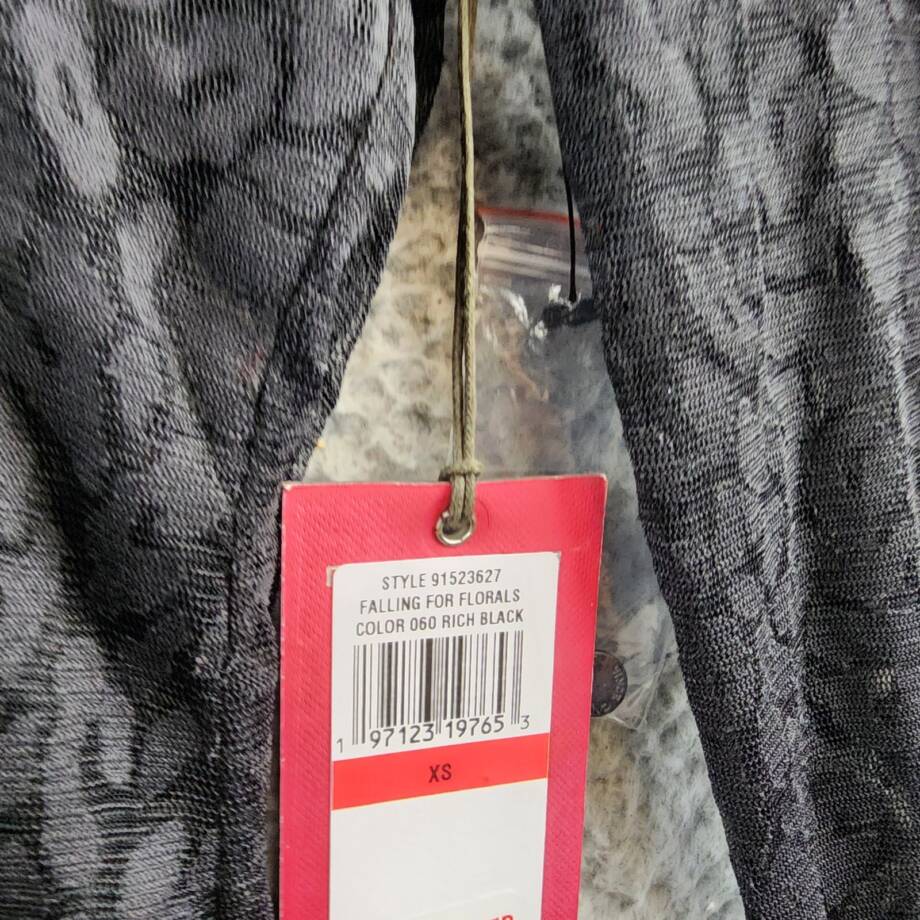 STYLE 91523627
FALLING FOR FLORALS
COLOR 060 RICH BLACK
1 97123 19765 3
XS